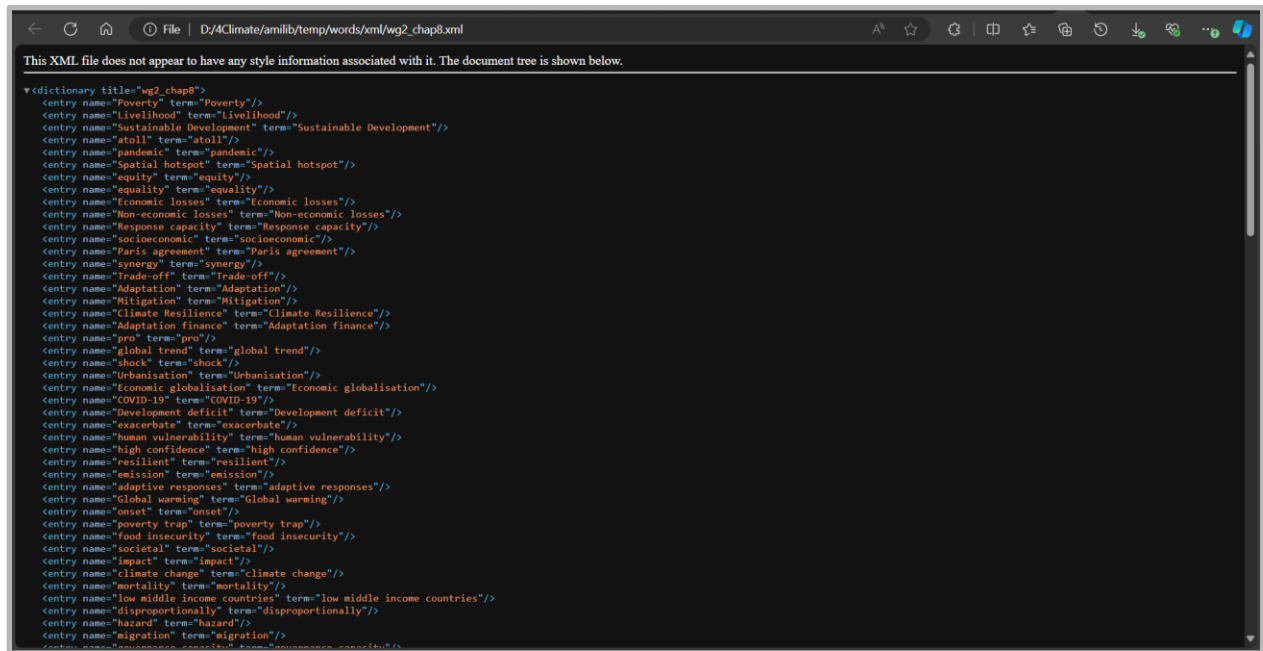 File D:/4Climate/amilib/temp/words/xml/wg2_chap8.xml
This XML file does not appear to have any style information associated with it. The document tree is shown below.
▼<dictionary title="wg2_chap8">
<entry name="Poverty" term="Poverty"/>
<entry name="Livelihood" term="Livelihood"/>
<entry name="Sustainable Development" term="Sustainable Development"/>
<entry name="atoll" term="atoll"/>
<entry name="pandemic" term="pandemic"/>
<entry name="Spatial hotspot" term="Spatial hotspot"/>
<entry name="equity" term="equity"/>
<entry name="equality" term="equality"/>
<entry name="Economic losses" term="Economic losses"/>
<entry name="Non-economic losses" term="Non-economic losses"/>
<entry name="Response capacity" term="Response capacity"/>
<entry name="socioeconomic" term="socioeconomic"/>
<entry name="Paris agreement" term="Paris agreement"/>
<entry name="synergy" term="synergy"/>
<entry name="Trade-off" term="Trade-off"/>
<entry name="Adaptation" term="Adaptation"/>
<entry name="Mitigation" term="Mitigation"/>
<entry name="Climate Resilience" term="Climate Resilience"/>
<entry name="Adaptation finance" term="Adaptation finance"/>
<entry name="pro" term="pro"/>
<entry name="global trend" term="global trend"/>
<entry name="shock" term="shock"/>
<entry name="Urbanisation" term="Urbanisation"/>
<entry name="Economic globalisation" term="Economic globalisation"/>
<entry name="COVID-19" term="COVID-19"/>
<entry name="Development deficit" term="Development deficit"/>
<entry name="exacerbate" term="exacerbate"/>
<entry name="human vulnerability" term="human vulnerability"/>
<entry name="high confidence" term="high confidence"/>
<entry name="resilient" term="resilient"/>
<entry name="emission" term="emission"/>
<entry name="adaptive responses" term="adaptive responses"/>
<entry name="Global warming" term="Global warming"/>
<entry name="onset" term="onset"/>
<entry name="poverty trap" term="poverty trap"/>
<entry name="food insecurity" term="food insecurity"/>
<entry name="societal" term="societal"/>
<entry name="impact" term="impact"/>
<entry name="climate change" term="climate change"/>
<entry name="mortality" term="mortality"/>
<entry name="low middle income countries" term="low middle income countries"/>
<entry name="disproportionally" term="disproportionally"/>
<entry name="hazard" term="hazard"/>
<entry name="migration" term="migration"/>
<entry name="governance capacity" term="governance capacity"/>